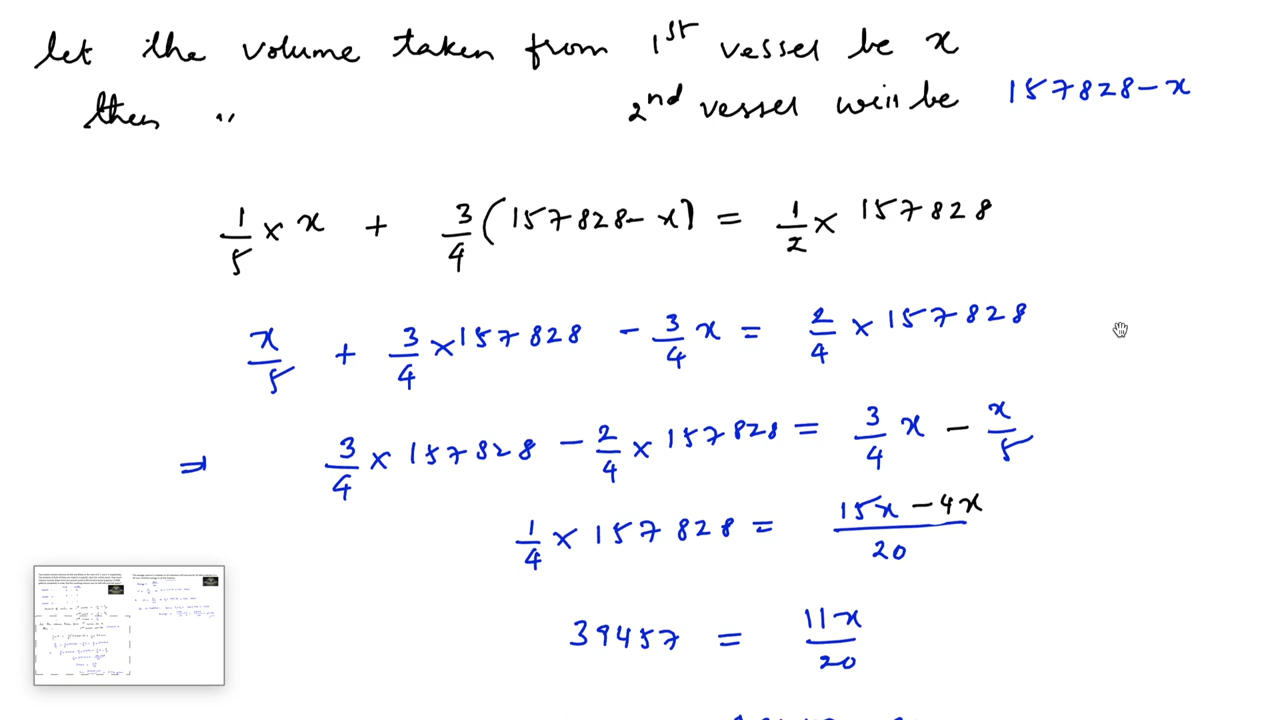 let the volume taken from 1st vessel be x
then " 2nd vessel will be 157828-x
1/5 × x + 3/4 (157828-x) = 1/2 × 157828
x/5 + 3/4 × 157828 - 3/4 x = 2/4 × 157828
⇒ 3/4 × 157828 - 2/4 × 157828 = 3/4 x - x/5
1/4 × 157828 = 15x - 4x/20
39457 = 11x/20